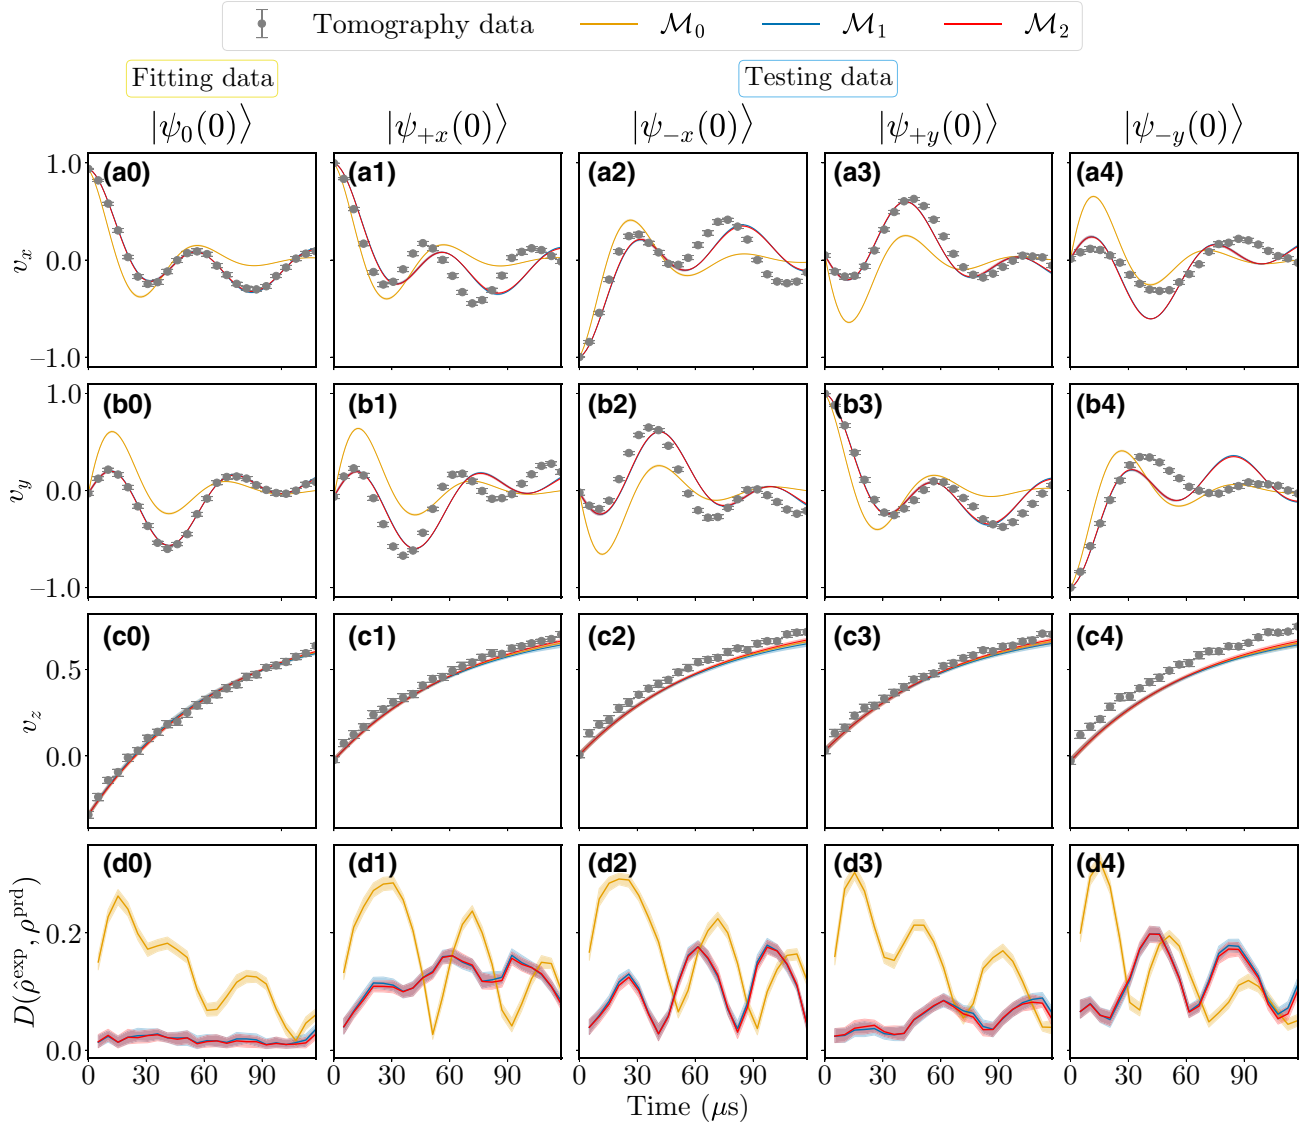 Tomography data M₀ M₁ M₂
Fitting data Testing data
|ψ₀(0)⟩ |ψ₊ₓ(0)⟩ |ψ₋ₓ(0)⟩ |ψ₊y(0)⟩ |ψ₋y(0)⟩
1.0 (a0) (a1) (a2) (a3) (a4)
0.0
vₓ
−1.0
1.0 (b0) (b1) (b2) (b3) (b4)
0.0
v_y
−1.0
(c0) (c1) (c2) (c3) (c4)
0.5
v_z
0.0
(d0) (d1) (d2) (d3) (d4)
0.2
D(ρ̂^exp, ρ^prd)
0.0
0 30 60 90 0 30 60 90 0 30 60 90 0 30 60 90 0 30 60 90
Time (μs)